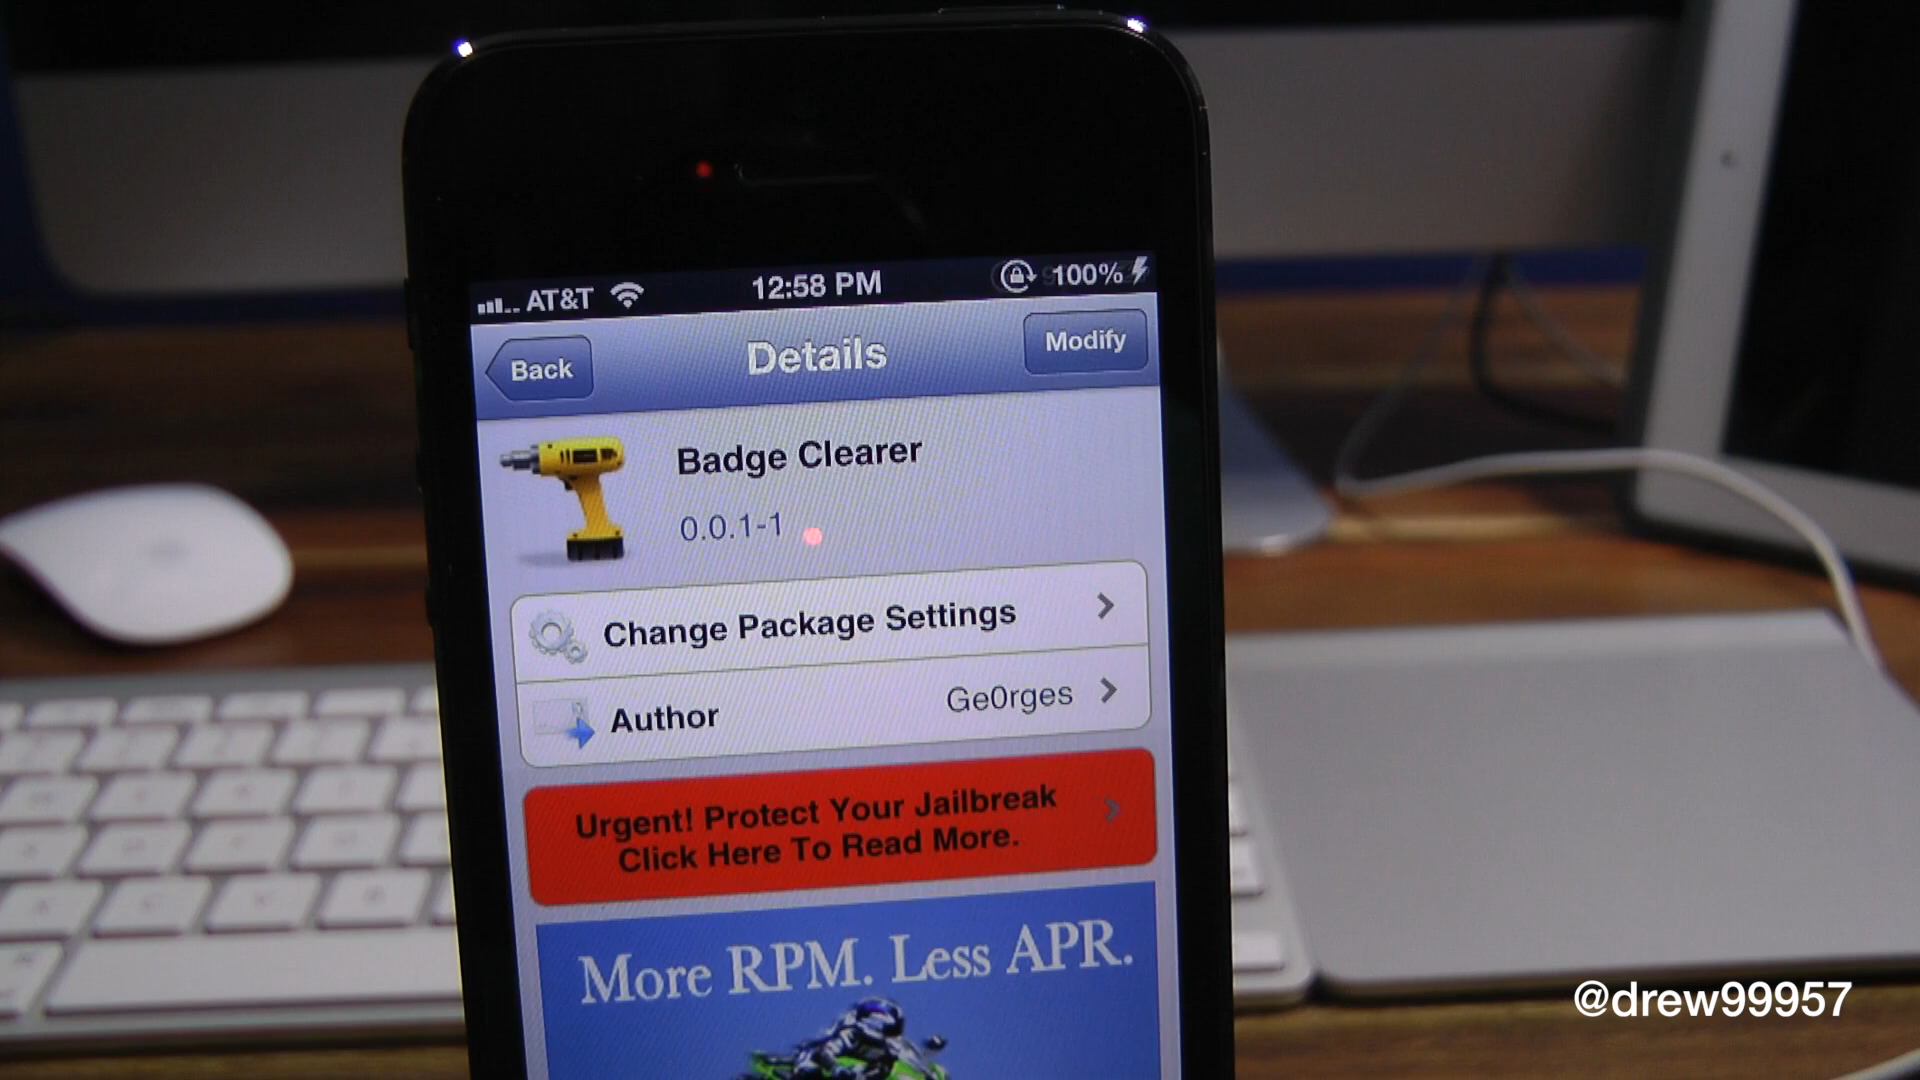 AT&T 12:58 PM 100%
Back Details Modify
Badge Clearer
0.0.1-1
Change Package Settings
Author Ge0rges
Urgent! Protect Your Jailbreak
Click Here To Read More.
More RPM. Less APR.
@drew99957